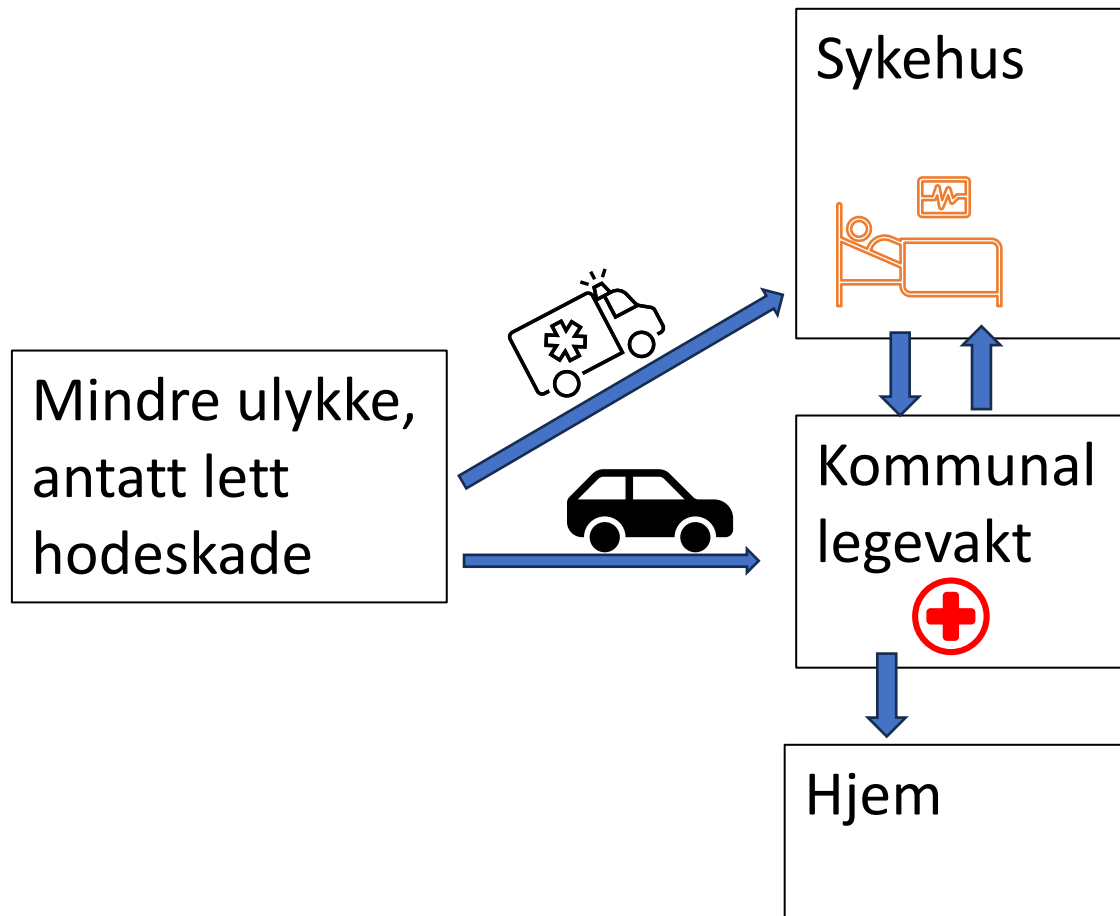 Sykehus
Mindre ulykke,
antatt lett
hodeskade
Kommunal
legevakt
Hjem